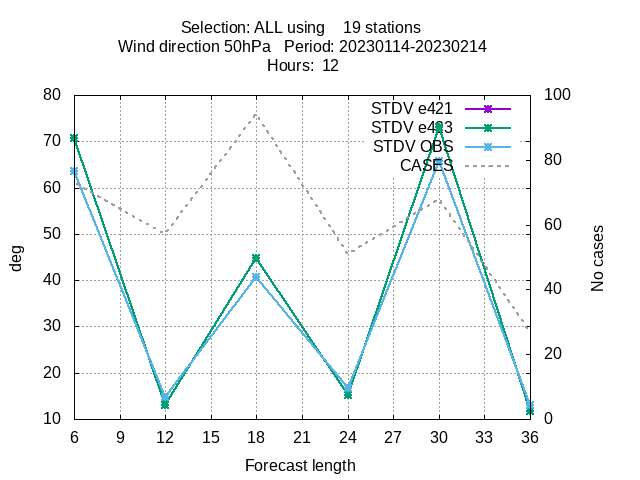 Selection: ALL using    19 stations
Wind direction 50hPa   Period: 20230114-20230214
Hours:  12
80
70
60
50
40
30
20
10
deg
100
80
60
40
20
0
No cases
STDV e421
STDV e423
STDV OBS
CASES
6 9 12 15 18 21 24 27 30 33 36
Forecast length